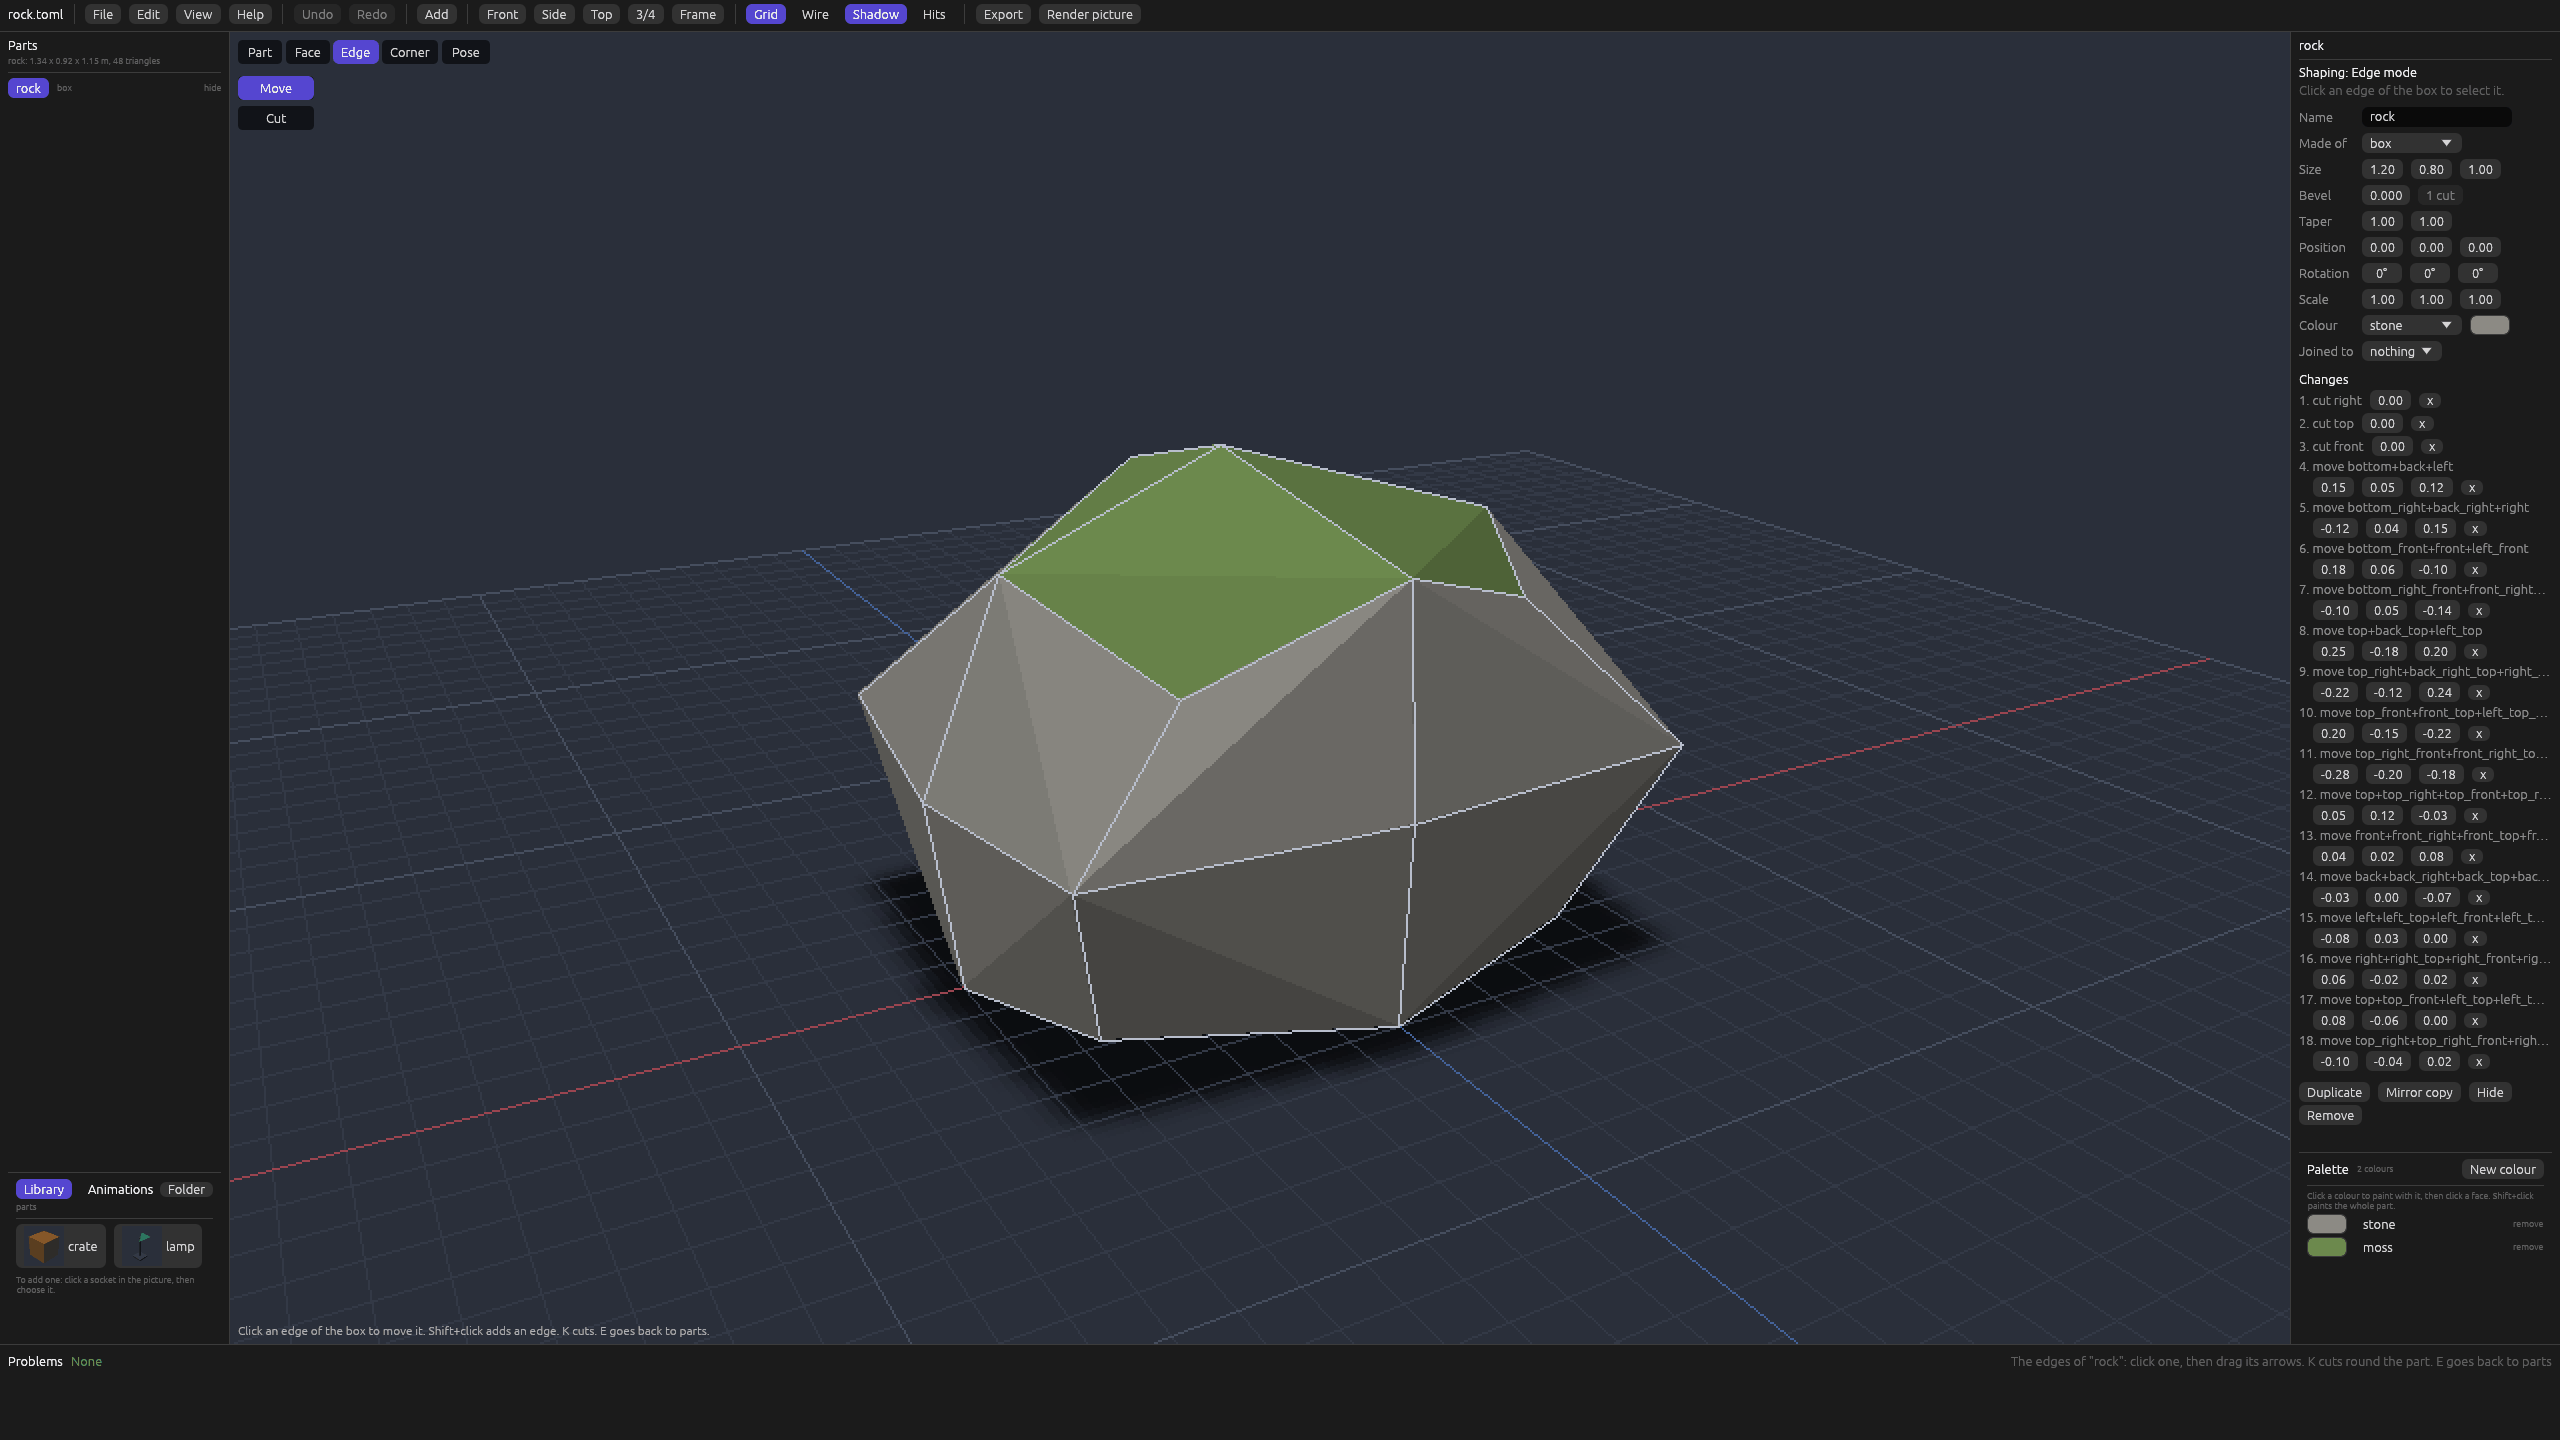 rock.toml File Edit View Help Undo Redo Add Front Side Top 3/4 Frame Grid Wire Shadow Hits Export Render picture
Parts
rock: 1.34 x 0.92 x 1.15 m, 48 triangles
rock box hide
Part Face Edge Corner Pose
Move
Cut
Click an edge of the box to move it. Shift+click adds an edge. K cuts. E goes back to parts.
Library Animations Folder
parts
crate lamp
To add one: click a socket in the picture, then
choose it.
rock
Shaping: Edge mode
Click an edge of the box to select it.
Name rock
Made of box
Size 1.20 0.80 1.00
Bevel 0.000 1 cut
Taper 1.00 1.00
Position 0.00 0.00 0.00
Rotation 0° 0° 0°
Scale 1.00 1.00 1.00
Colour stone
Joined to nothing
Changes
1. cut right 0.00 x
2. cut top 0.00 x
3. cut front 0.00 x
4. move bottom+back+left
0.15 0.05 0.12 x
5. move bottom_right+back_right+right
-0.12 0.04 0.15 x
6. move bottom_front+front+left_front
0.18 0.06 -0.10 x
7. move bottom_right_front+front_right...
-0.10 0.05 -0.14 x
8. move top+back_top+left_top
0.25 -0.18 0.20 x
9. move top_right+back_right_top+right_...
-0.22 -0.12 0.24 x
10. move top_front+front_top+left_top_...
0.20 -0.15 -0.22 x
11. move top_right_front+front_right_to...
-0.28 -0.20 -0.18 x
12. move top+top_right+top_front+top_r...
0.05 0.12 -0.03 x
13. move front+front_right+front_top+fr...
0.04 0.02 0.08 x
14. move back+back_right+back_top+bac...
-0.03 0.00 -0.07 x
15. move left+left_top+left_front+left_t...
-0.08 0.03 0.00 x
16. move right+right_top+right_front+rig...
0.06 -0.02 0.02 x
17. move top+top_front+left_top+left_t...
0.08 -0.06 0.00 x
18. move top_right+top_right_front+righ...
-0.10 -0.04 0.02 x
Duplicate Mirror copy Hide
Remove
Palette 2 colours New colour
Click a colour to paint with it, then click a face. Shift+click
paints the whole part.
stone remove
moss remove
Problems None
The edges of "rock": click one, then drag its arrows. K cuts round the part. E goes back to parts